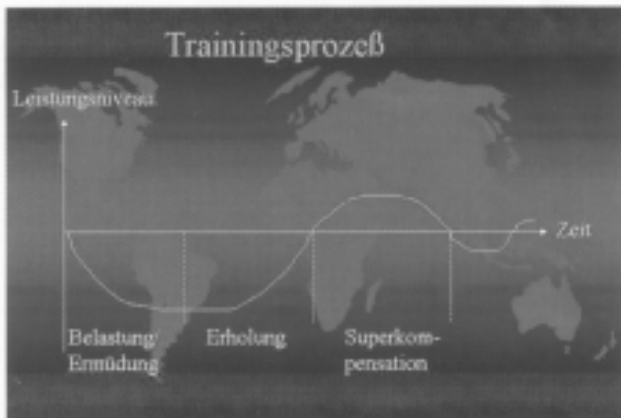 Trainingsprozeß
Leistungsniveau
Zeit
Belastung/
Ermüdung
Erholung
Superkom-
pensation